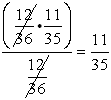 (12/36 · 11/35) / (12/36) = 11/35